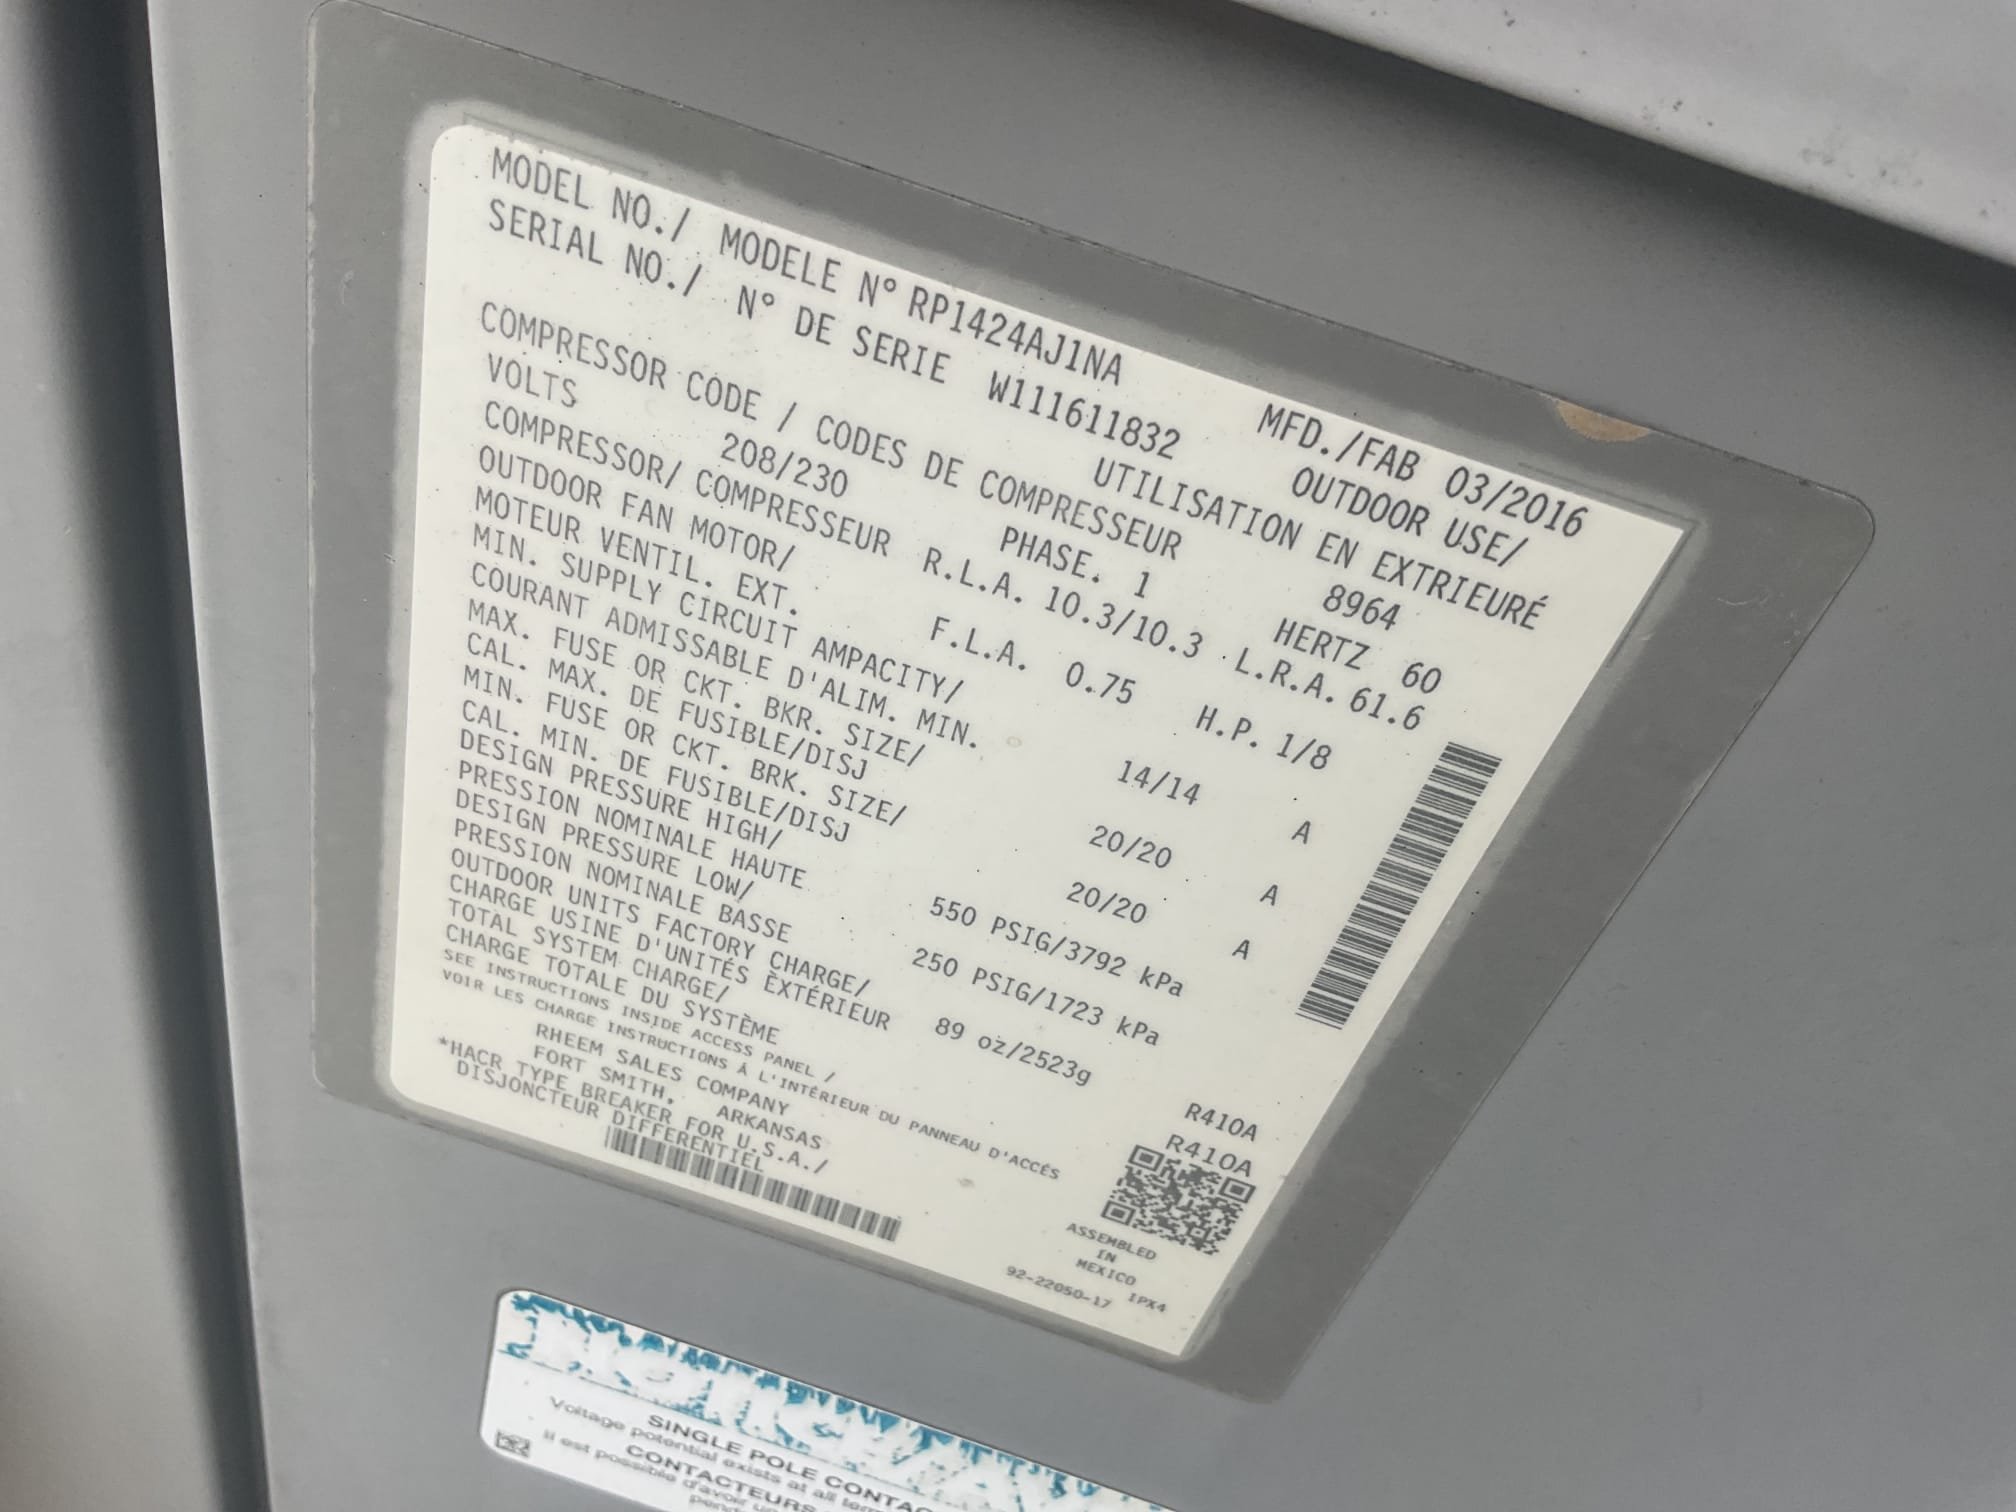 MODEL NO./ MODELE N° RP1424AJ1NA MFD./FAB 03/2016
SERIAL NO./ N° DE SERIE W111611832 OUTDOOR USE/
UTILISATION EN EXTRIEURÉ
COMPRESSOR CODE / CODES DE COMPRESSEUR 8964
VOLTS 208/230 PHASE. 1 HERTZ 60
COMPRESSOR/ COMPRESSEUR R.L.A. 10.3/10.3 L.R.A. 61.6
OUTDOOR FAN MOTOR/
MOTEUR VENTIL. EXT. F.L.A. 0.75 H.P. 1/8
MIN. SUPPLY CIRCUIT AMPACITY/
COURANT ADMISSABLE D'ALIM. MIN. 14/14 A
MAX. FUSE OR CKT. BKR. SIZE/
CAL. MAX. DE FUSIBLE/DISJ 20/20 A
MIN. FUSE OR CKT. BRK. SIZE/
CAL. MIN. DE FUSIBLE/DISJ 20/20 A
DESIGN PRESSURE HIGH/
PRESSION NOMINALE HAUTE 550 PSIG/3792 kPa
DESIGN PRESSURE LOW/
PRESSION NOMINALE BASSE 250 PSIG/1723 kPa
OUTDOOR UNITS FACTORY CHARGE/
CHARGE USINE D'UNITÉS ÈXTÉRIEUR 89 oz/2523g R410A
TOTAL SYSTEM CHARGE/
CHARGE TOTALE DU SYSTÈME R410A
SEE INSTRUCTIONS INSIDE ACCESS PANEL /
VOIR LES CHARGE INSTRUCTIONS À L'INTÉRIEUR DU PANNEAU D'ACCÉS
RHEEM SALES COMPANY
FORT SMITH, ARKANSAS
*HACR TYPE BREAKER FOR U.S.A./
DISJONCTEUR DIFFERENTIEL
ASSEMBLED
IN
MEXICO
92-22050-17 IPX4
SINGLE POLE CONTAC
Voltage potential exists at all term
CONTACTEURS
Il est possible d'avoir un